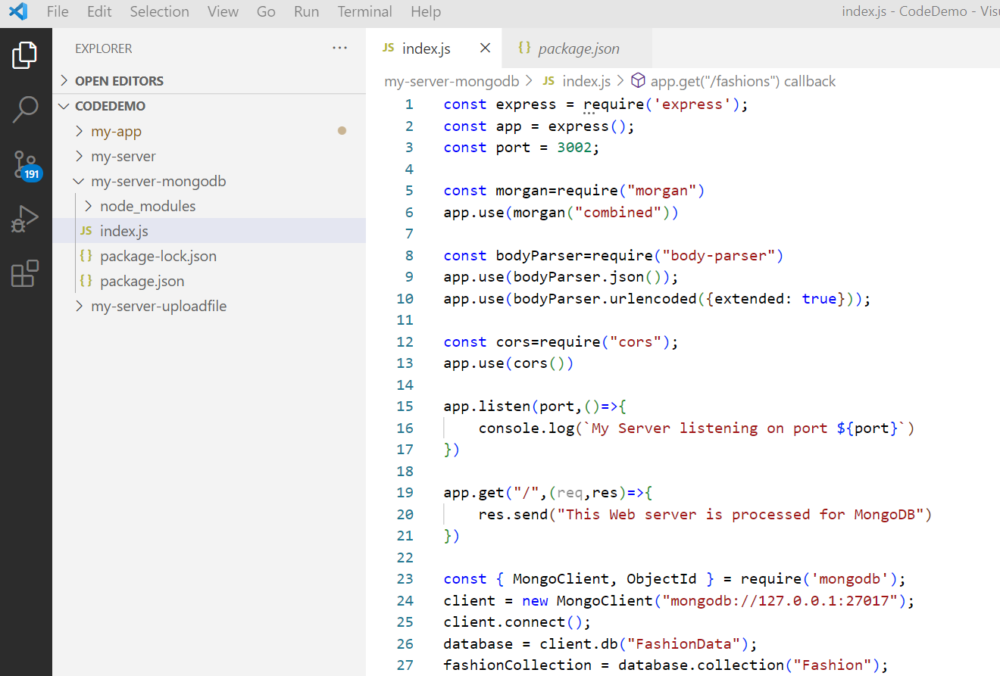 File Edit Selection View Go Run Terminal Help index.js - CodeDemo - Visu
EXPLORER ...
OPEN EDITORS
CODEDEMO
my-app
my-server
my-server-mongodb
node_modules
JS index.js
{} package-lock.json
{} package.json
my-server-uploadfile
191
JS index.js × {} package.json
my-server-mongodb > JS index.js > app.get("/fashions") callback
1 const express = require('express');
2 const app = express();
3 const port = 3002;
4
5 const morgan=require("morgan")
6 app.use(morgan("combined"))
7
8 const bodyParser=require("body-parser")
9 app.use(bodyParser.json());
10 app.use(bodyParser.urlencoded({extended: true}));
11
12 const cors=require("cors");
13 app.use(cors())
14
15 app.listen(port,()=>{
16     console.log(`My Server listening on port ${port}`)
17 })
18
19 app.get("/",(req,res)=>{
20     res.send("This Web server is processed for MongoDB")
21 })
22
23 const { MongoClient, ObjectId } = require('mongodb');
24 client = new MongoClient("mongodb://127.0.0.1:27017");
25 client.connect();
26 database = client.db("FashionData");
27 fashionCollection = database.collection("Fashion");